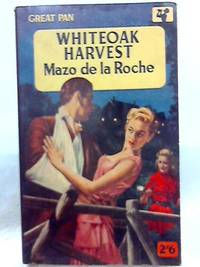 GREAT PAN
WHITEOAK
HARVEST
Mazo de la Roche
2'6